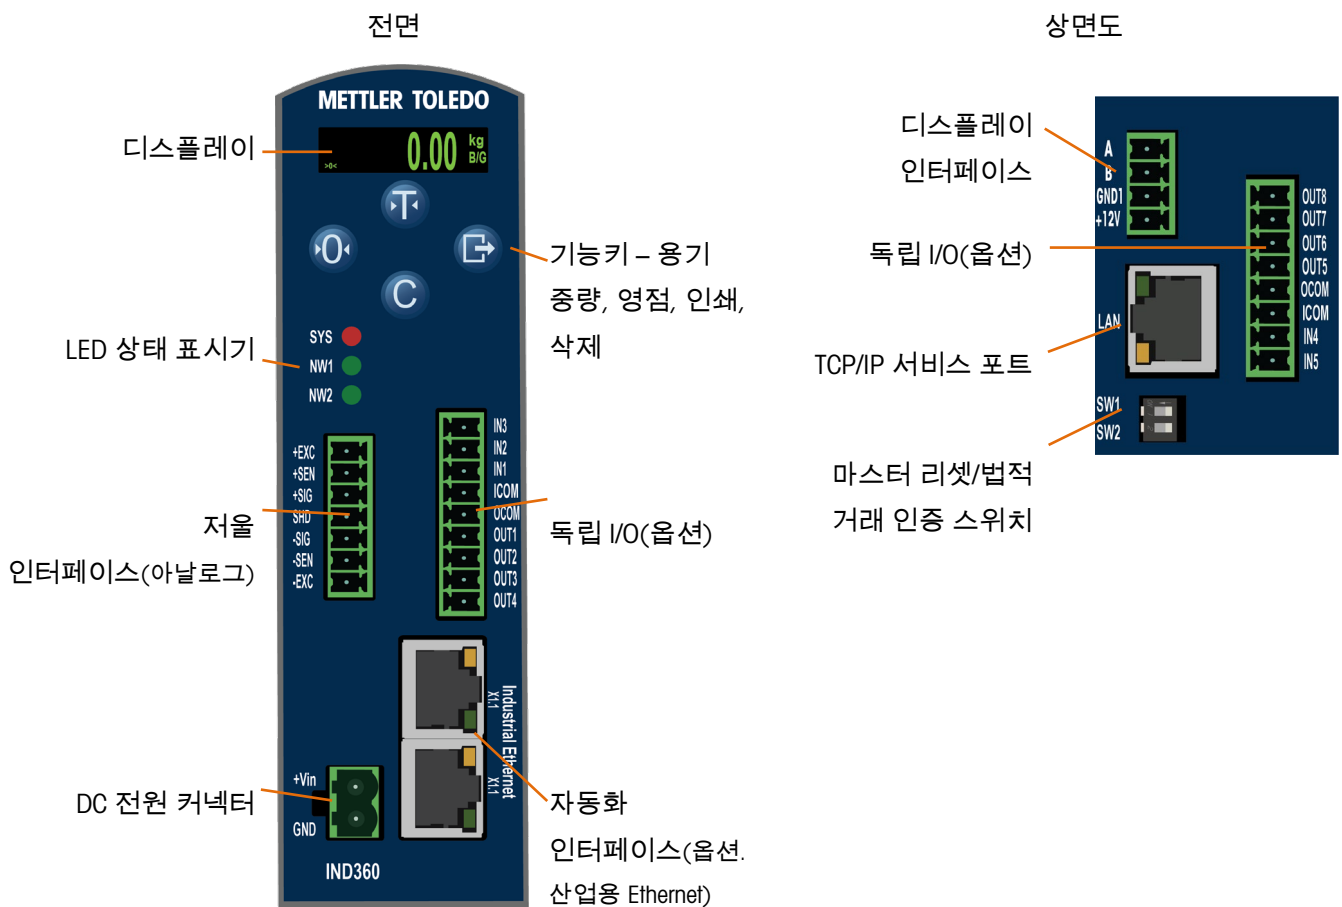 전면
METTLER TOLEDO
디스플레이
>0<
0.00
kg
B/G
T
0
C
기능키 – 용기
중량, 영점, 인쇄,
삭제
SYS
NW1
NW2
LED 상태 표시기
+EXC
+SEN
+SIG
SHD
-SIG
-SEN
-EXC
저울
인터페이스(아날로그)
IN3
IN2
IN1
ICOM
OCOM
OUT1
OUT2
OUT3
OUT4
독립 I/O(옵션)
X1.1
X1.1
Industrial Ethernet
+Vin
GND
DC 전원 커넥터
자동화
인터페이스(옵션.
산업용 Ethernet)
IND360
상면도
디스플레이
인터페이스
A
B
GND1
+12V
독립 I/O(옵션)
OUT8
OUT7
OUT6
OUT5
OCOM
ICOM
IN4
IN5
LAN
TCP/IP 서비스 포트
SW1
SW2
마스터 리셋/법적
거래 인증 스위치